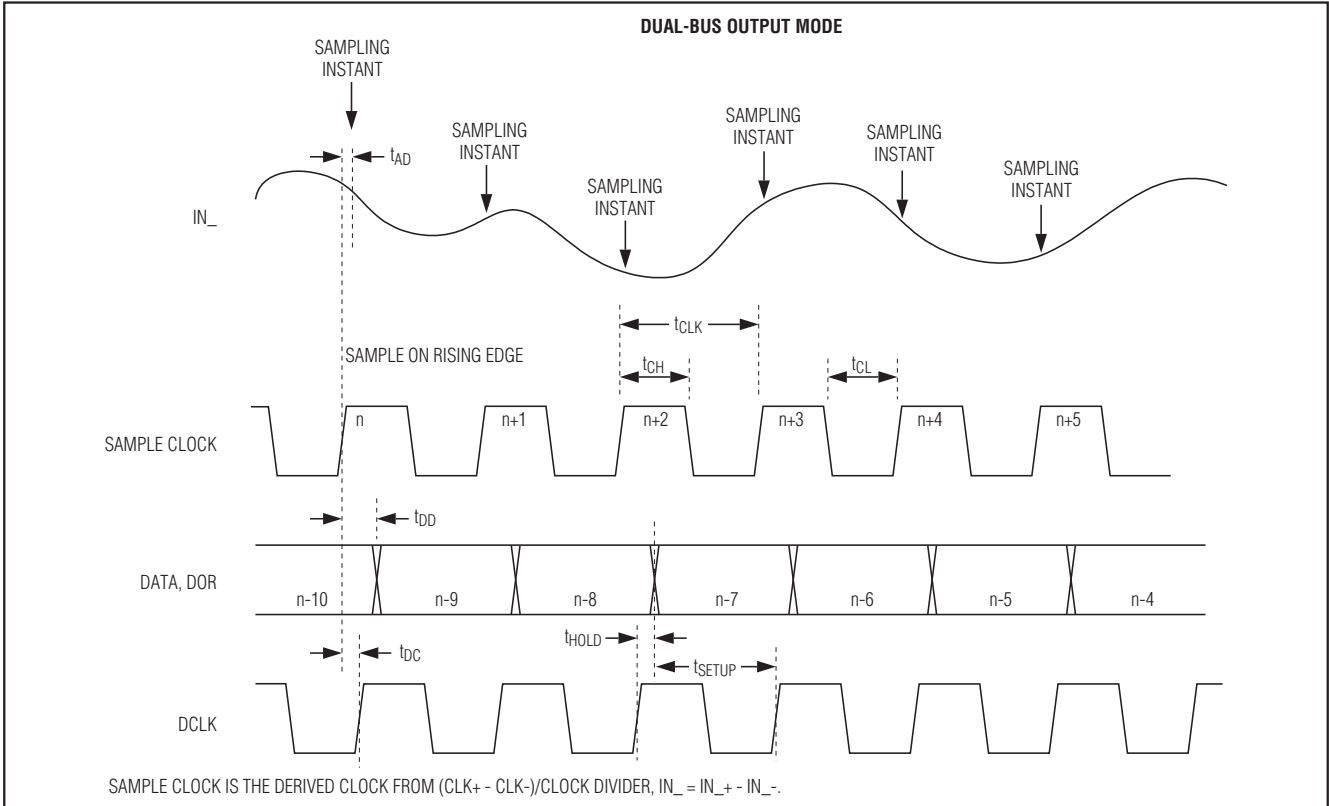 DUAL-BUS OUTPUT MODE
SAMPLING
INSTANT
SAMPLING
INSTANT
SAMPLING
INSTANT
SAMPLING
INSTANT
SAMPLING
INSTANT
SAMPLING
INSTANT
tAD
IN_
tCLK
SAMPLE ON RISING EDGE
tCH
tCL
SAMPLE CLOCK
n
n+1
n+2
n+3
n+4
n+5
tDD
DATA, DOR
n-10
n-9
n-8
n-7
n-6
n-5
n-4
tDC
tHOLD
tSETUP
DCLK
SAMPLE CLOCK IS THE DERIVED CLOCK FROM (CLK+ - CLK-)/CLOCK DIVIDER, IN_ = IN_+ - IN_-.